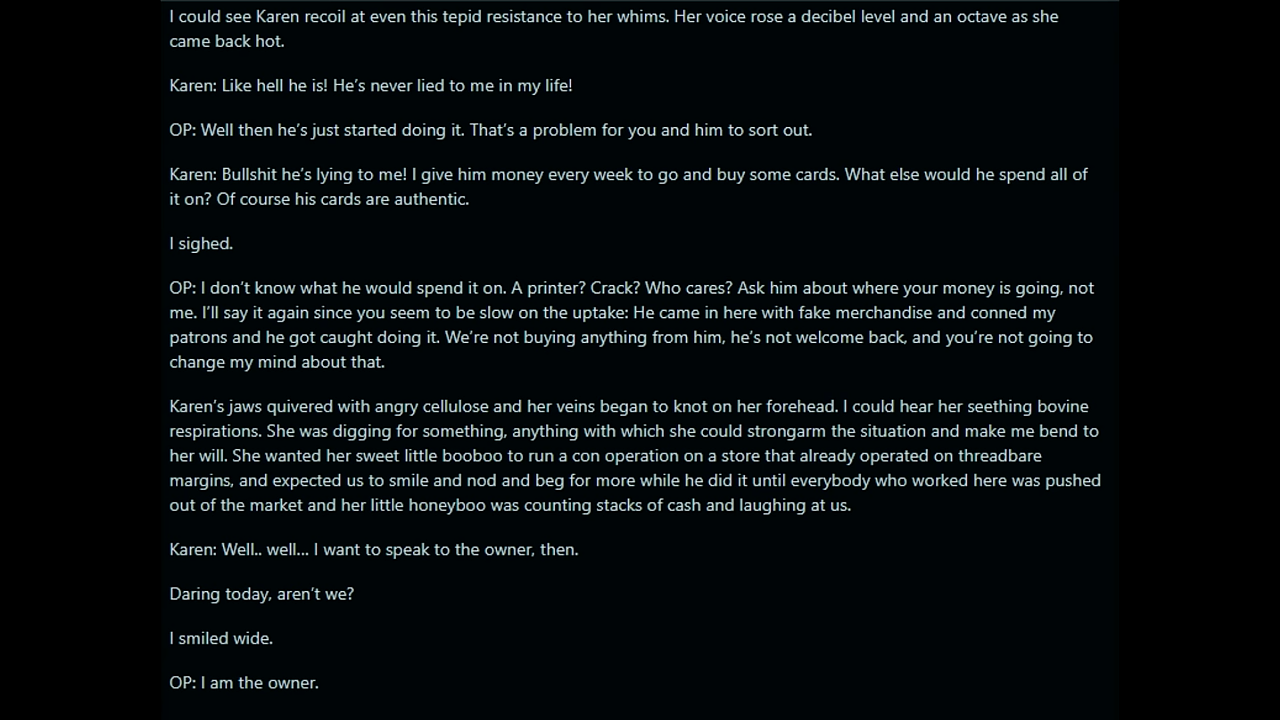 I could see Karen recoil at even this tepid resistance to her whims. Her voice rose a decibel level and an octave as she
came back hot.
Karen: Like hell he is! He's never lied to me in my life!
OP: Well then he's just started doing it. That's a problem for you and him to sort out.
Karen: Bullshit he's lying to me! I give him money every week to go and buy some cards. What else would he spend all of
it on? Of course his cards are authentic.
I sighed.
OP: I don't know what he would spend it on. A printer? Crack? Who cares? Ask him about where your money is going, not
me. I'll say it again since you seem to be slow on the uptake: He came in here with fake merchandise and conned my
patrons and he got caught doing it. We're not buying anything from him, he's not welcome back, and you're not going to
change my mind about that.
Karen's jaws quivered with angry cellulose and her veins began to knot on her forehead. I could hear her seething bovine
respirations. She was digging for something, anything with which she could strongarm the situation and make me bend to
her will. She wanted her sweet little booboo to run a con operation on a store that already operated on threadbare
margins, and expected us to smile and nod and beg for more while he did it until everybody who worked here was pushed
out of the market and her little honeyboo was counting stacks of cash and laughing at us.
Karen: Well.. well... I want to speak to the owner, then.
Daring today, aren't we?
I smiled wide.
OP: I am the owner.